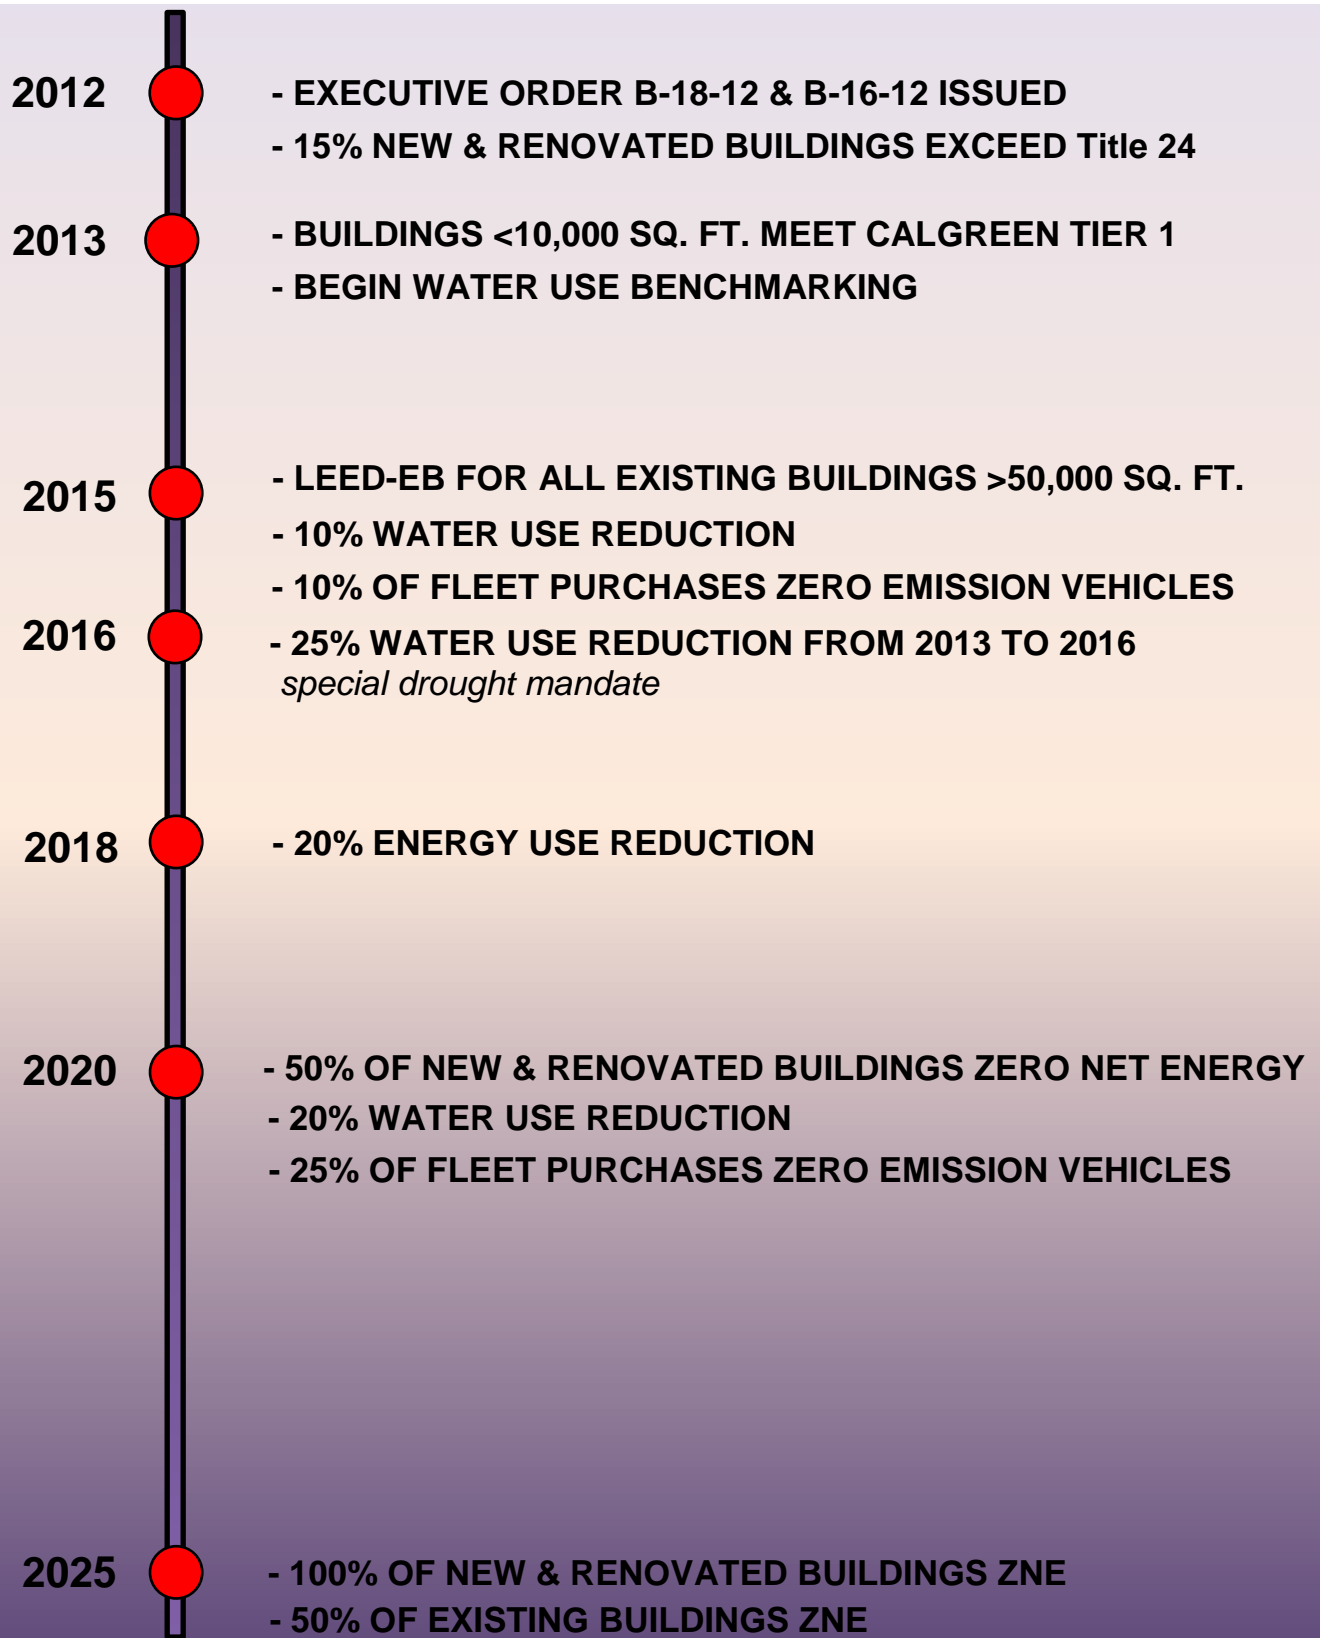 2012
- EXECUTIVE ORDER B-18-12 & B-16-12 ISSUED
- 15% NEW & RENOVATED BUILDINGS EXCEED Title 24
2013
- BUILDINGS <10,000 SQ. FT. MEET CALGREEN TIER 1
- BEGIN WATER USE BENCHMARKING
2015
- LEED-EB FOR ALL EXISTING BUILDINGS >50,000 SQ. FT.
- 10% WATER USE REDUCTION
- 10% OF FLEET PURCHASES ZERO EMISSION VEHICLES
2016
- 25% WATER USE REDUCTION FROM 2013 TO 2016
special drought mandate
2018
- 20% ENERGY USE REDUCTION
2020
- 50% OF NEW & RENOVATED BUILDINGS ZERO NET ENERGY
- 20% WATER USE REDUCTION
- 25% OF FLEET PURCHASES ZERO EMISSION VEHICLES
2025
- 100% OF NEW & RENOVATED BUILDINGS ZNE
- 50% OF EXISTING BUILDINGS ZNE